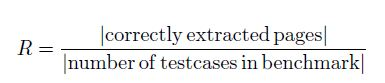 R = |correctly extracted pages|
|number of testcases in benchmark|